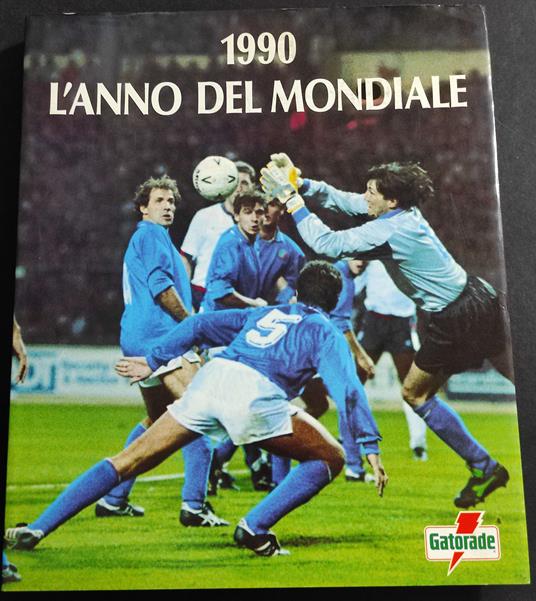 1990
L'ANNO DEL MONDIALE
5
Gatorade